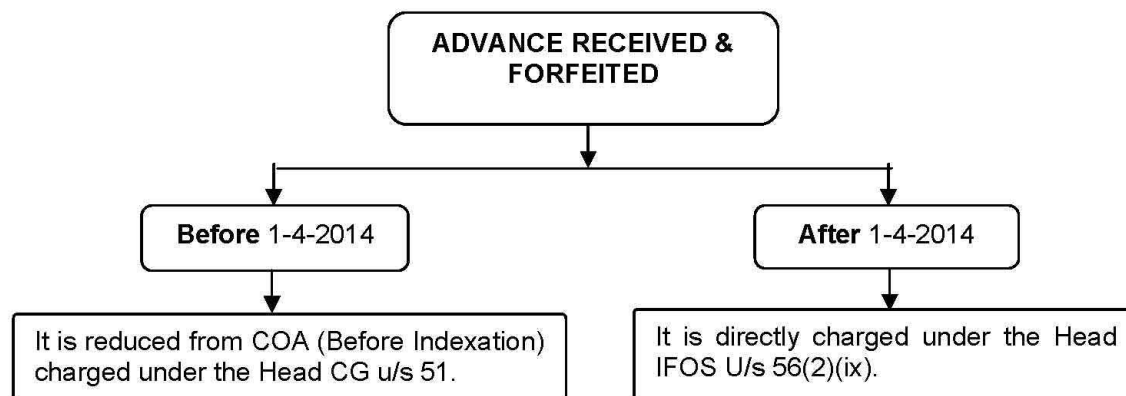 ADVANCE RECEIVED &
FORFEITED
Before 1-4-2014
After 1-4-2014
It is reduced from COA (Before Indexation)
charged under the Head CG u/s 51.
It is directly charged under the Head
IFOS U/s 56(2)(ix).